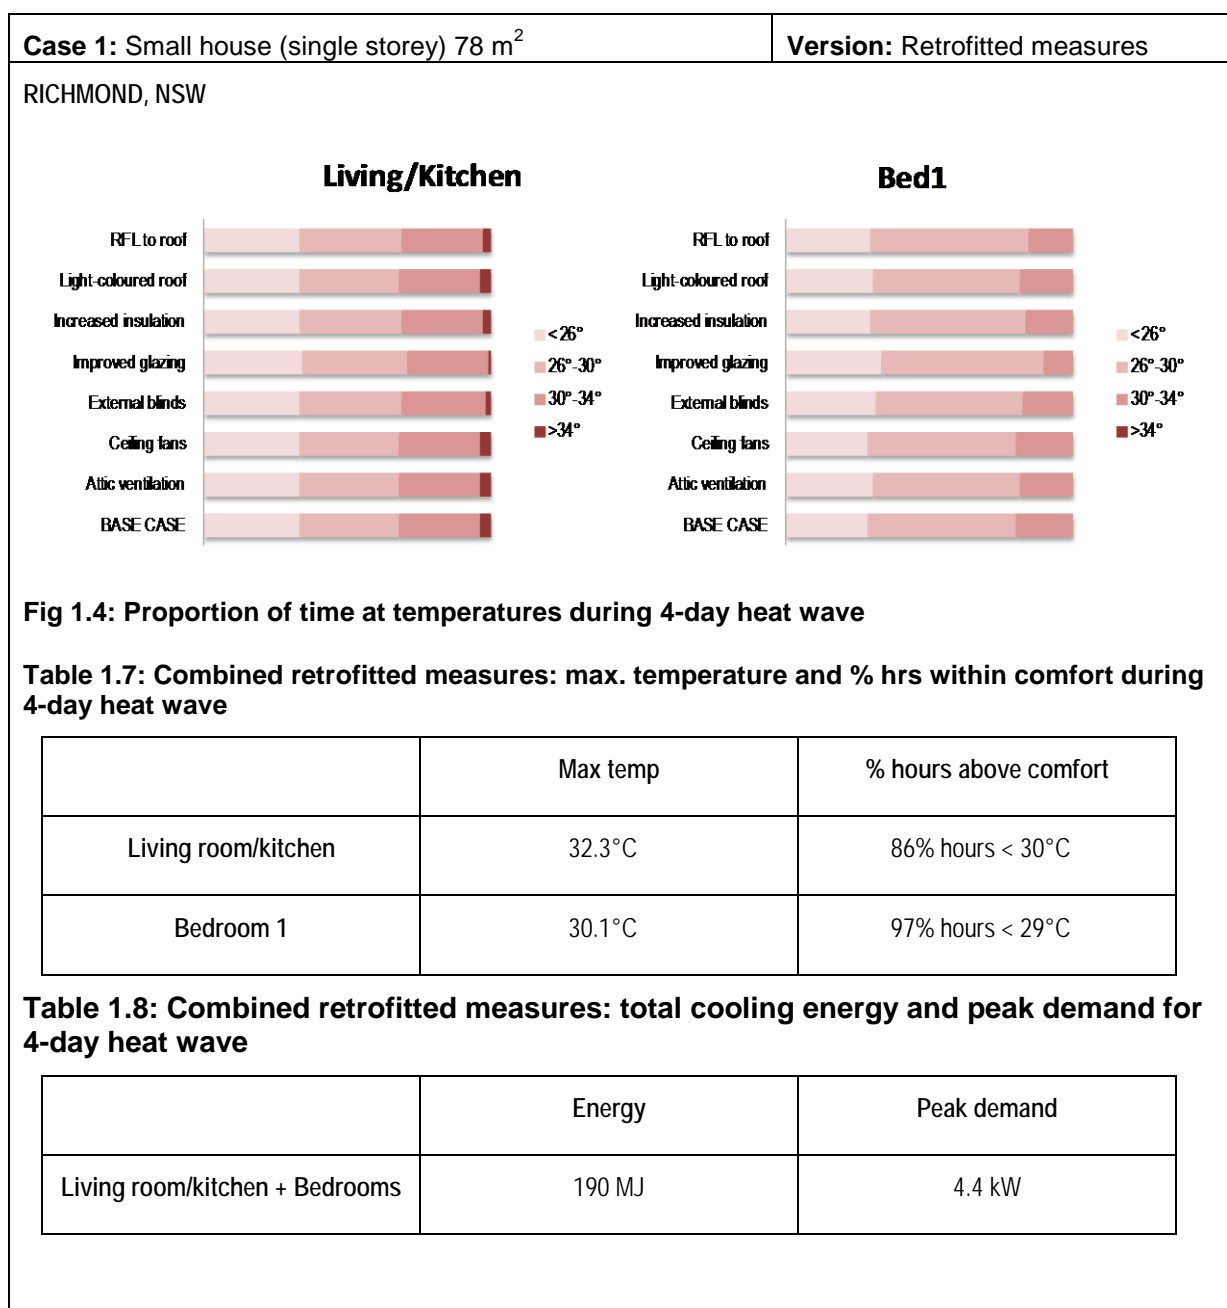 Case 1: Small house (single storey) 78 m2
Version: Retrofitted measures
RICHMOND, NSW
Living/Kitchen
RFL to roof
Light-coloured roof
Increased insulation
Improved glazing
External blinds
Ceiling fans
Attic ventilation
BASE CASE
<26°
26°-30°
30°-34°
>34°
Bed1
RFL to roof
Light-coloured roof
Increased insulation
Improved glazing
External blinds
Ceiling fans
Attic ventilation
BASE CASE
<26°
26°-30°
30°-34°
>34°
Fig 1.4: Proportion of time at temperatures during 4-day heat wave
Table 1.7: Combined retrofitted measures: max. temperature and % hrs within comfort during
4-day heat wave
Max temp
% hours above comfort
Living room/kitchen
32.3°C
86% hours < 30°C
Bedroom 1
30.1°C
97% hours < 29°C
Table 1.8: Combined retrofitted measures: total cooling energy and peak demand for
4-day heat wave
Energy
Peak demand
Living room/kitchen + Bedrooms
190 MJ
4.4 kW